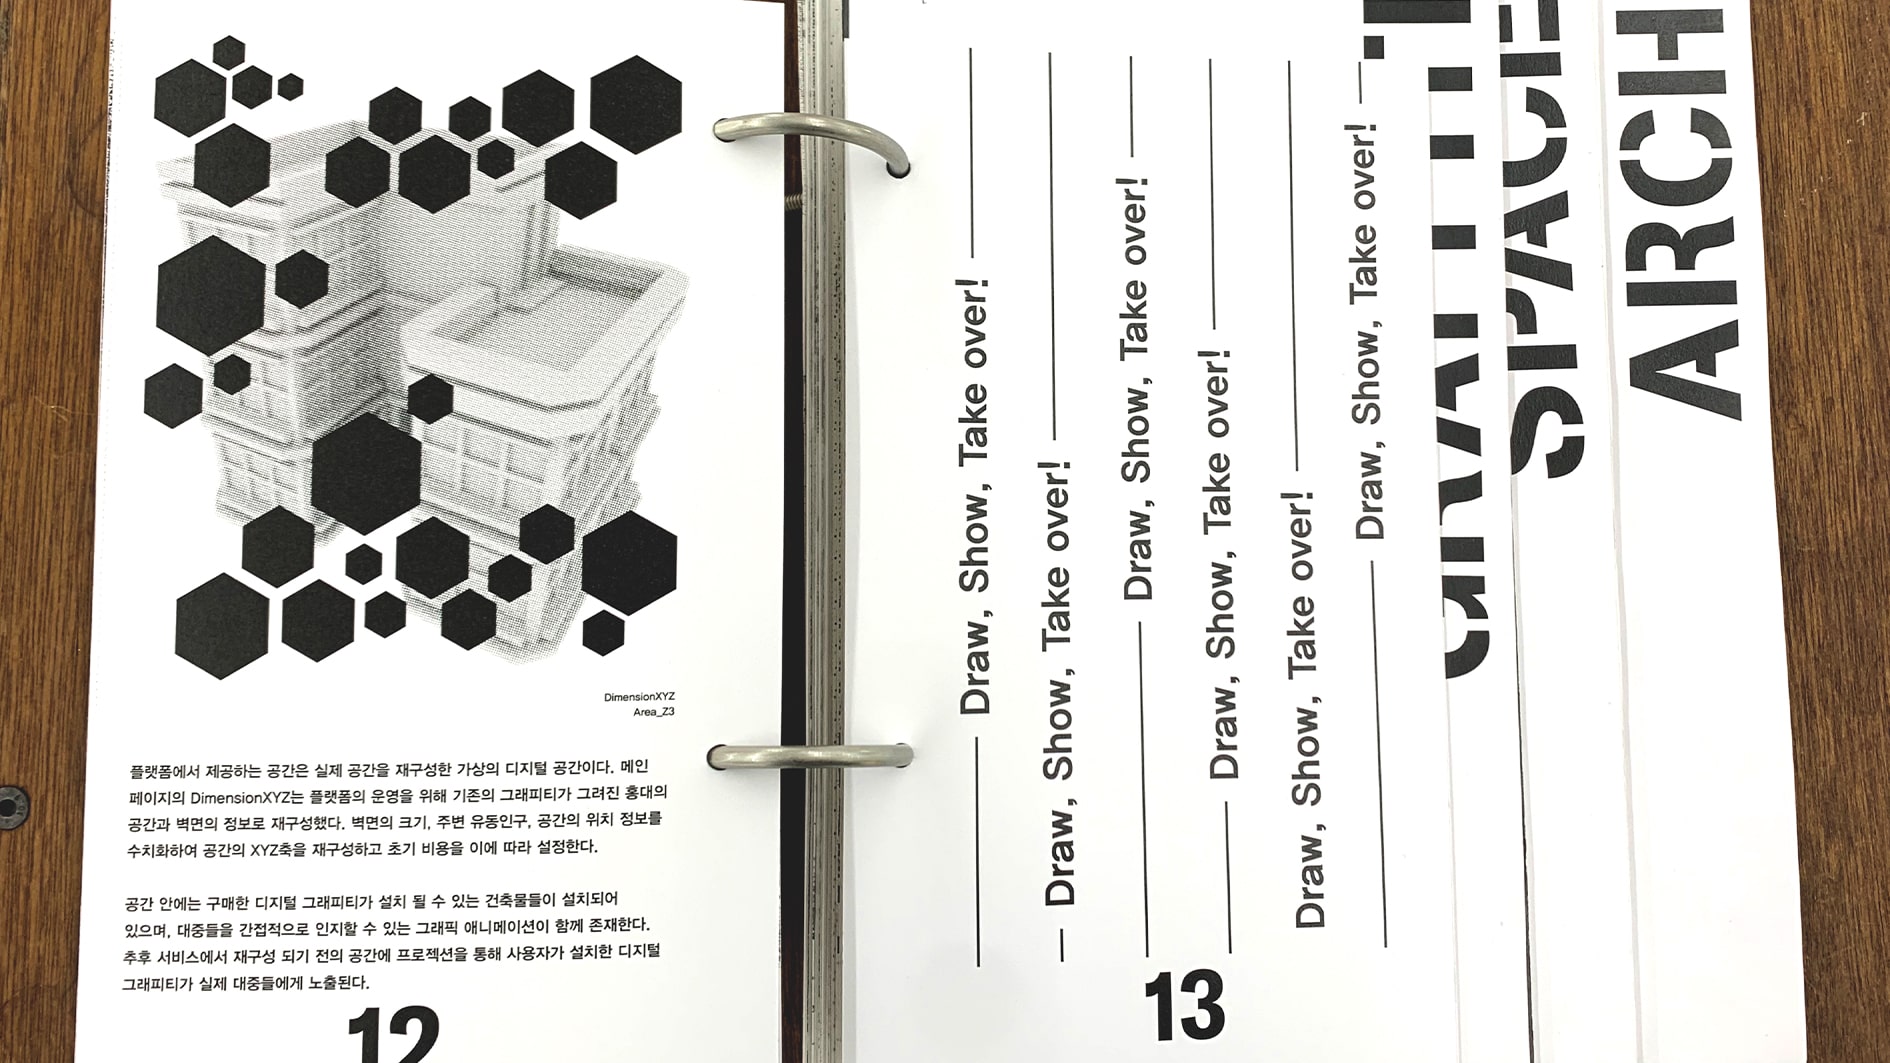 DimensionXYZ
Area_Z3
플랫폼에서 제공하는 공간은 실제 공간을 재구성한 가상의 디지털 공간이다. 메인
페이지의 DimensionXYZ는 플랫폼의 운영을 위해 기존의 그래피티가 그려진 홍대의
공간과 벽면의 정보로 재구성했다. 벽면의 크기, 주변 유동인구, 공간의 위치 정보를
수치화하여 공간의 XYZ축을 재구성하고 초기 비용을 이에 따라 설정한다.
공간 안에는 구매한 디지털 그래피티가 설치 될 수 있는 건축물들이 설치되어
있으며, 대중들을 간접적으로 인지할 수 있는 그래픽 애니메이션이 함께 존재한다.
추후 서비스에서 재구성 되기 전의 공간에 프로젝션을 통해 사용자가 설치한 디지털
그래피티가 실제 대중들에게 노출된다.
12
Draw, Show, Take over!
Draw, Show, Take over!
Draw, Show, Take over!
Draw, Show, Take over!
Draw, Show, Take over!
Draw, Show, Take over!
13
SPACE
ARCH